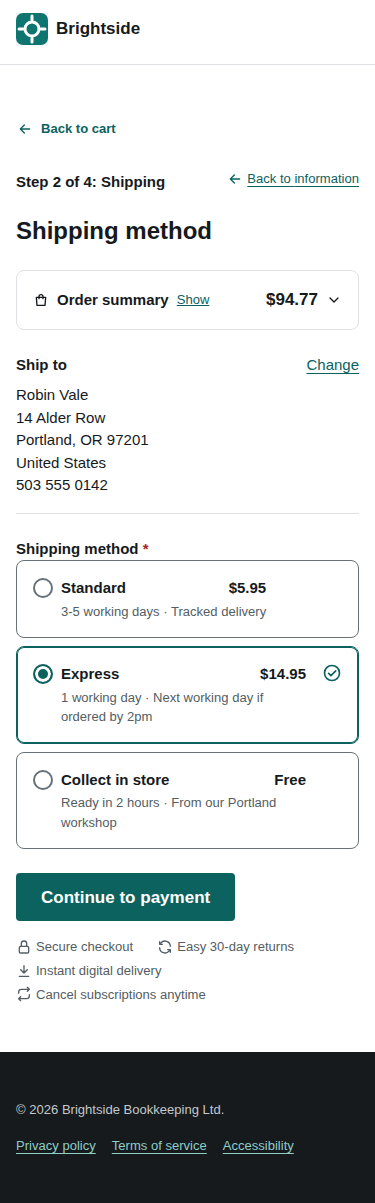 Brightside
Back to cart
Step 2 of 4: Shipping
Back to information
Shipping method
Order summary Show $94.77
Ship to Change
Robin Vale
14 Alder Row
Portland, OR 97201
United States
503 555 0142
Shipping method *
Standard $5.95
3-5 working days · Tracked delivery
Express $14.95
1 working day · Next working day if
ordered by 2pm
Collect in store Free
Ready in 2 hours · From our Portland
workshop
Continue to payment
Secure checkout Easy 30-day returns
Instant digital delivery
Cancel subscriptions anytime
© 2026 Brightside Bookkeeping Ltd.
Privacy policy Terms of service Accessibility